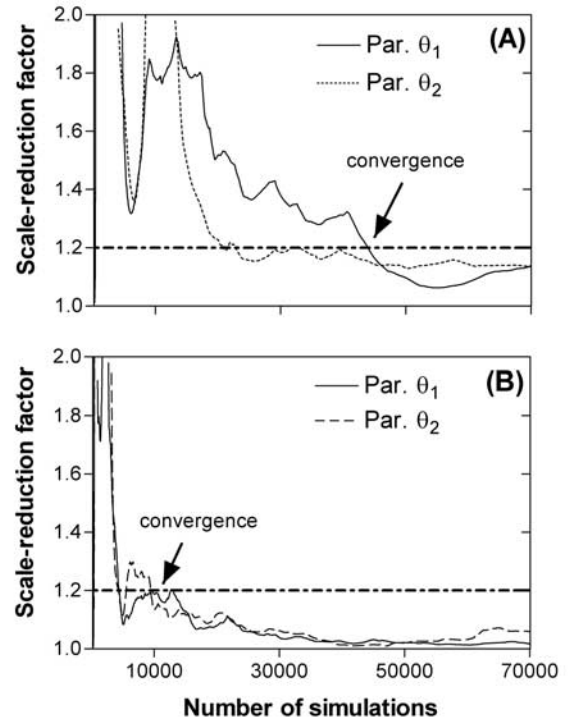 (A)
Par. θ1
Par. θ2
convergence
Scale-reduction factor
2.0
1.8
1.6
1.4
1.2
1.0
(B)
Par. θ1
Par. θ2
convergence
Scale-reduction factor
2.0
1.8
1.6
1.4
1.2
1.0
10000 30000 50000 70000
Number of simulations